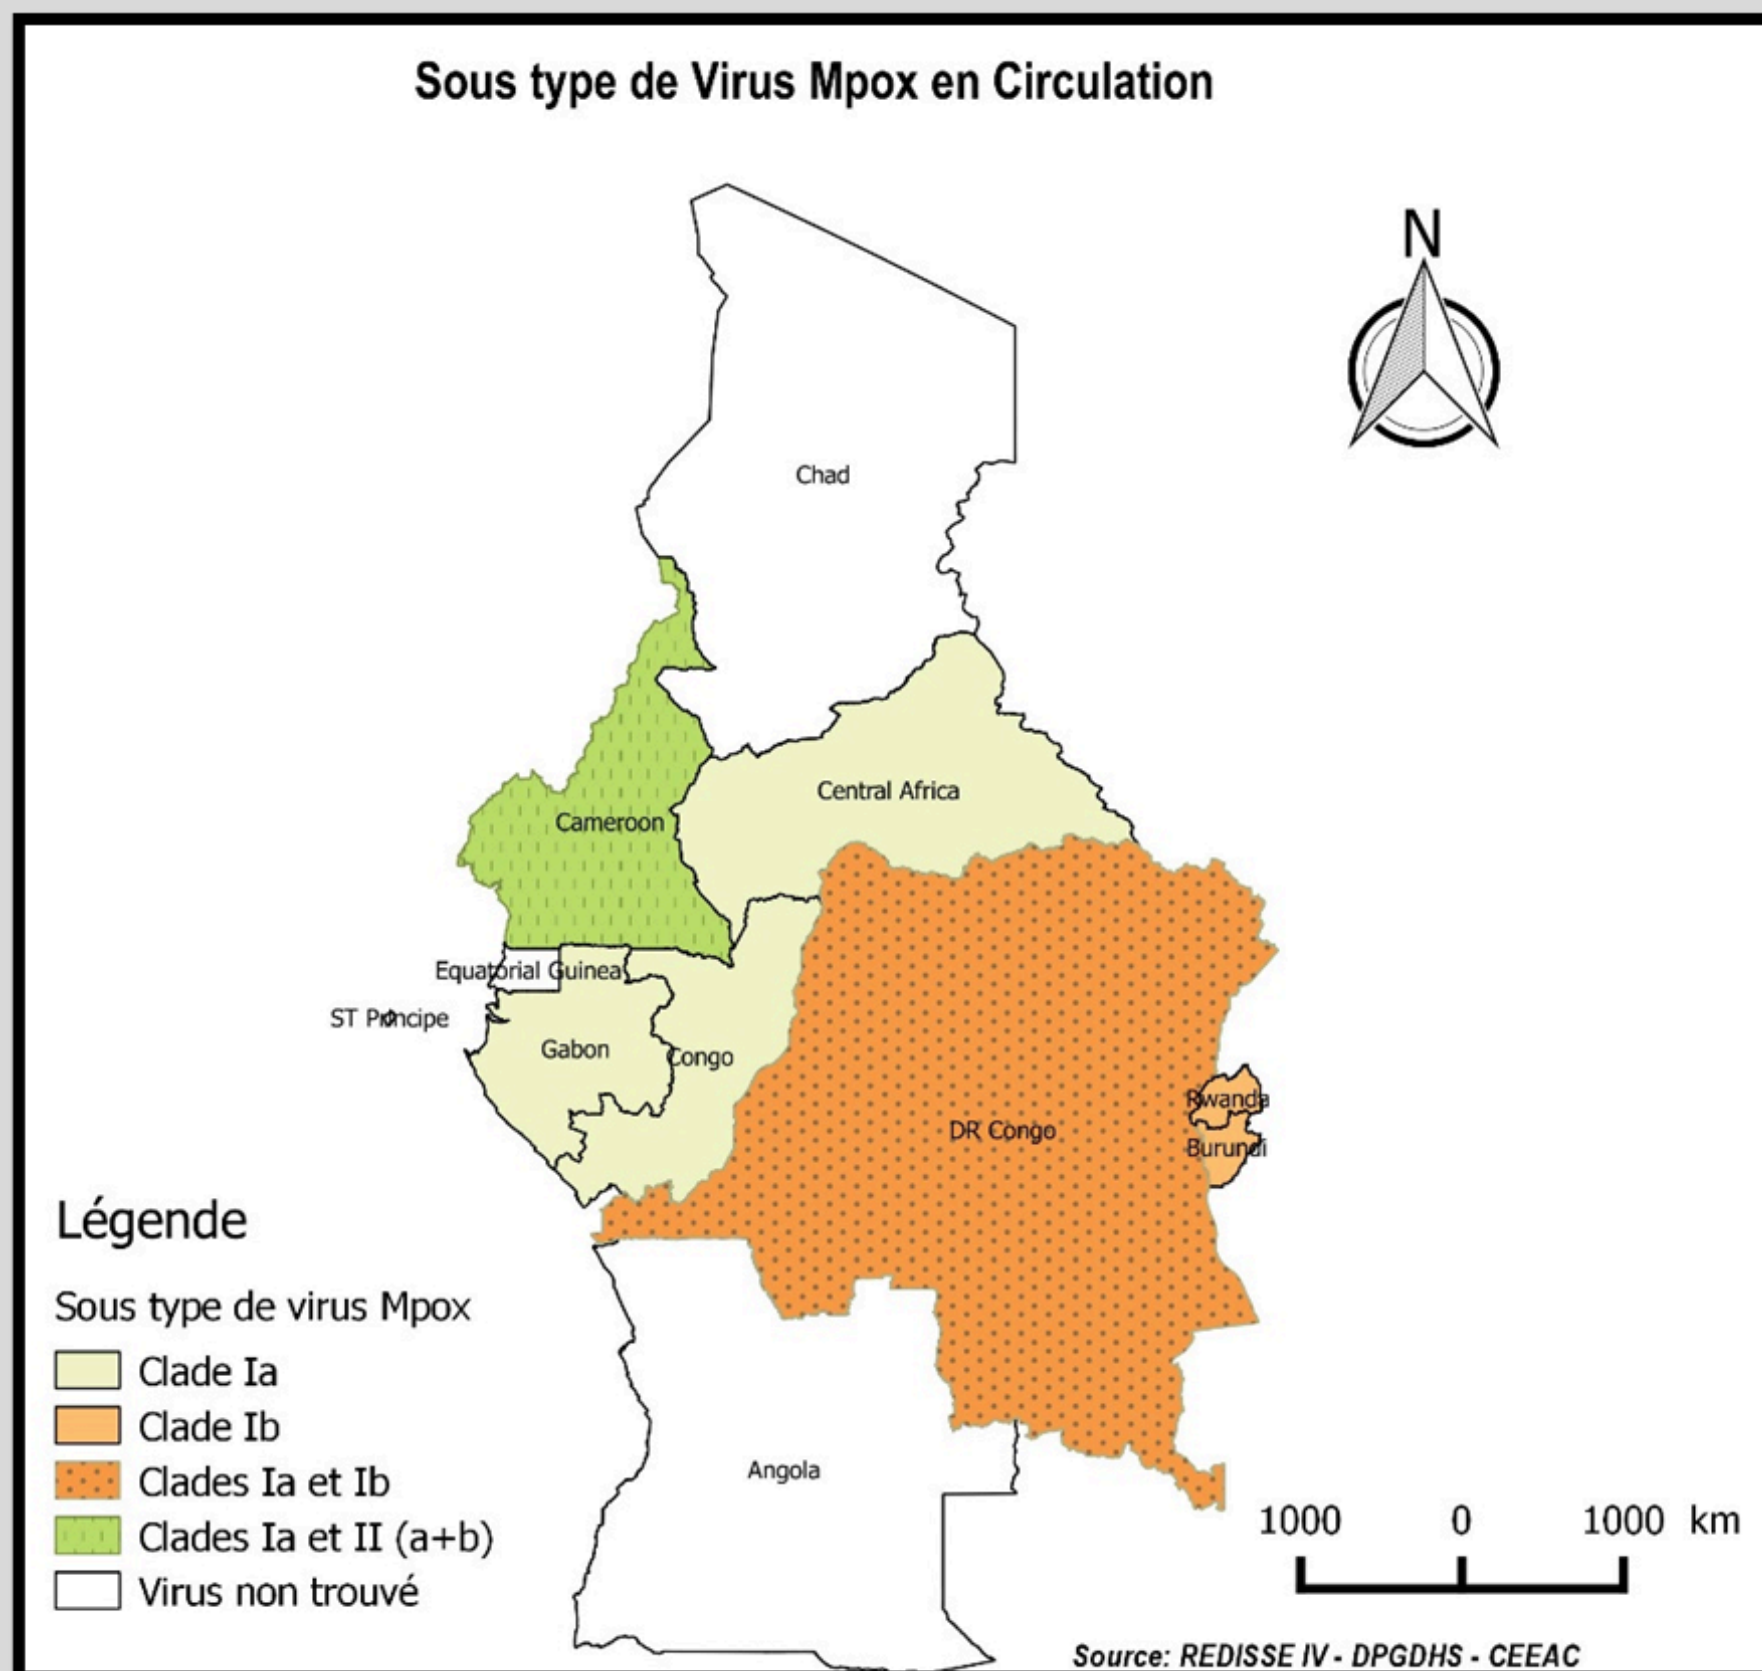 Sous type de Virus Mpox en Circulation
N
Chad
Central Africa
Cameroon
Equatorial Guinea
ST Principe
Gabon
Congo
DR Congo
Rwanda
Burundi
Angola
Légende
Sous type de virus Mpox
Clade Ia
Clade Ib
Clades Ia et Ib
Clades Ia et II (a+b)
Virus non trouvé
1000 0 1000 km
Source: REDISSE IV - DPGDHS - CEEAC